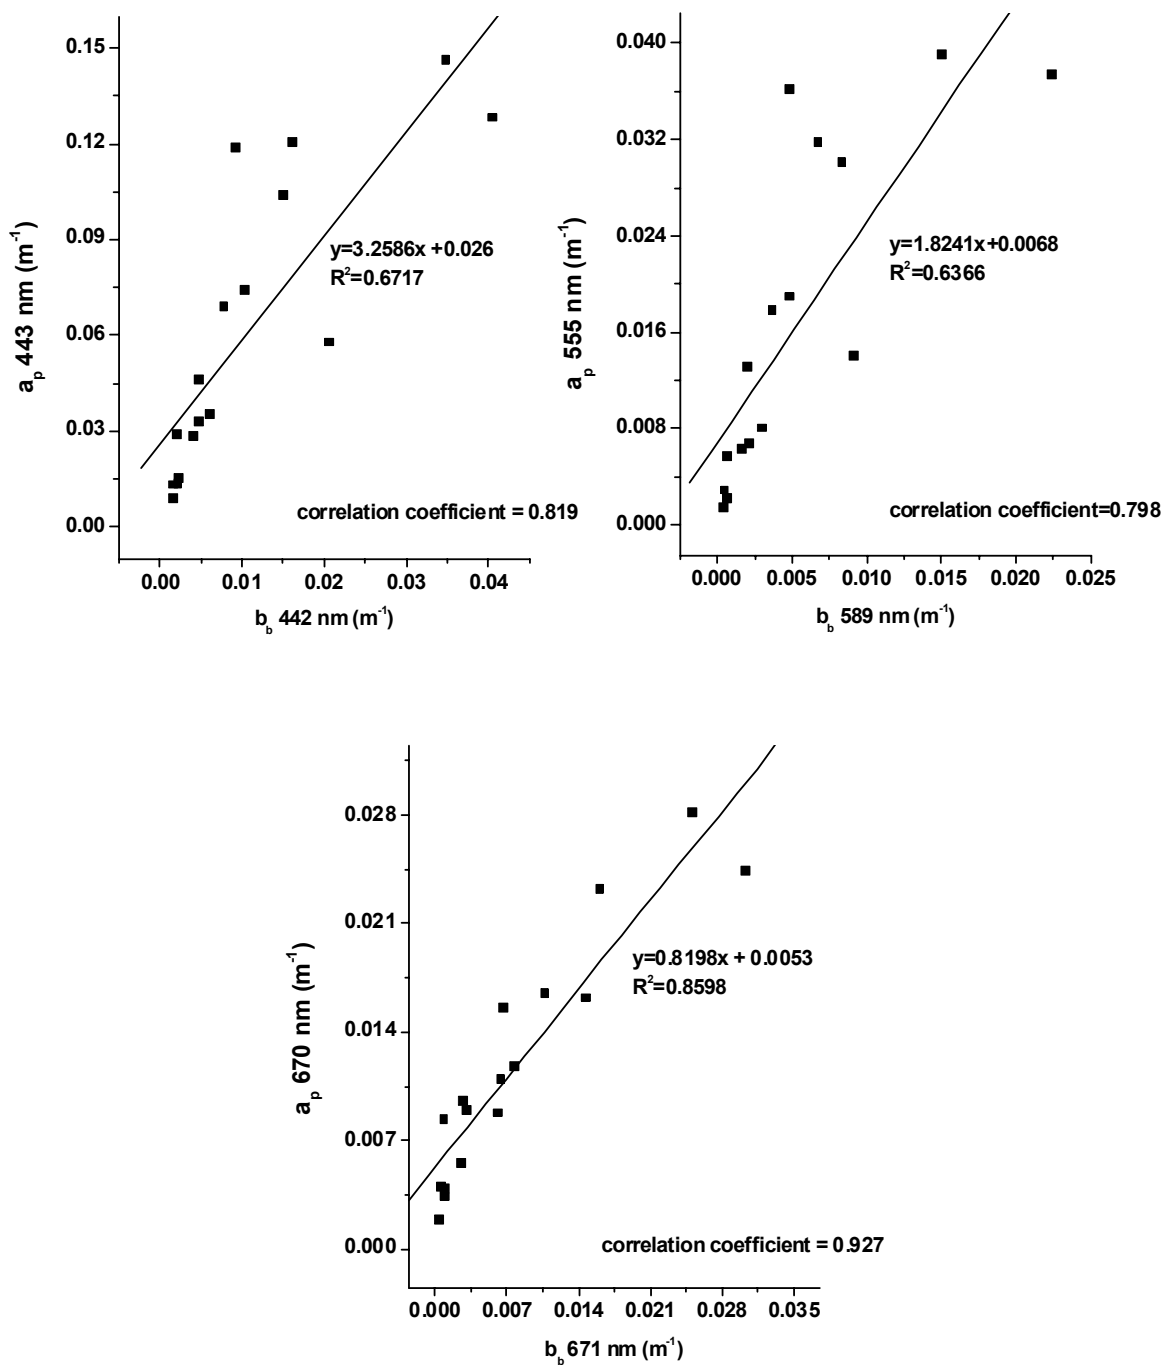 0.15
0.12
0.09
0.06
0.03
0.00
a_p 443 nm (m⁻¹)
y=3.2586x +0.026
R²=0.6717
correlation coefficient = 0.819
0.00 0.01 0.02 0.03 0.04
b_b 442 nm (m⁻¹)
0.040
0.032
0.024
0.016
0.008
0.000
a_p 555 nm (m⁻¹)
y=1.8241x+0.0068
R²=0.6366
correlation coefficient=0.798
0.000 0.005 0.010 0.015 0.020 0.025
b_b 589 nm (m⁻¹)
0.028
0.021
0.014
0.007
0.000
a_p 670 nm (m⁻¹)
y=0.8198x + 0.0053
R²=0.8598
correlation coefficient = 0.927
0.000 0.007 0.014 0.021 0.028 0.035
b_b 671 nm (m⁻¹)